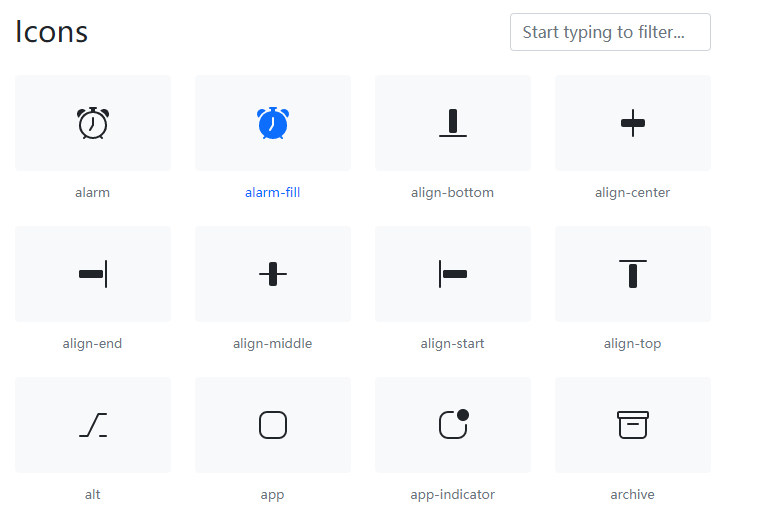 Icons
Start typing to filter...
alarm
alarm-fill
align-bottom
align-center
align-end
align-middle
align-start
align-top
alt
app
app-indicator
archive